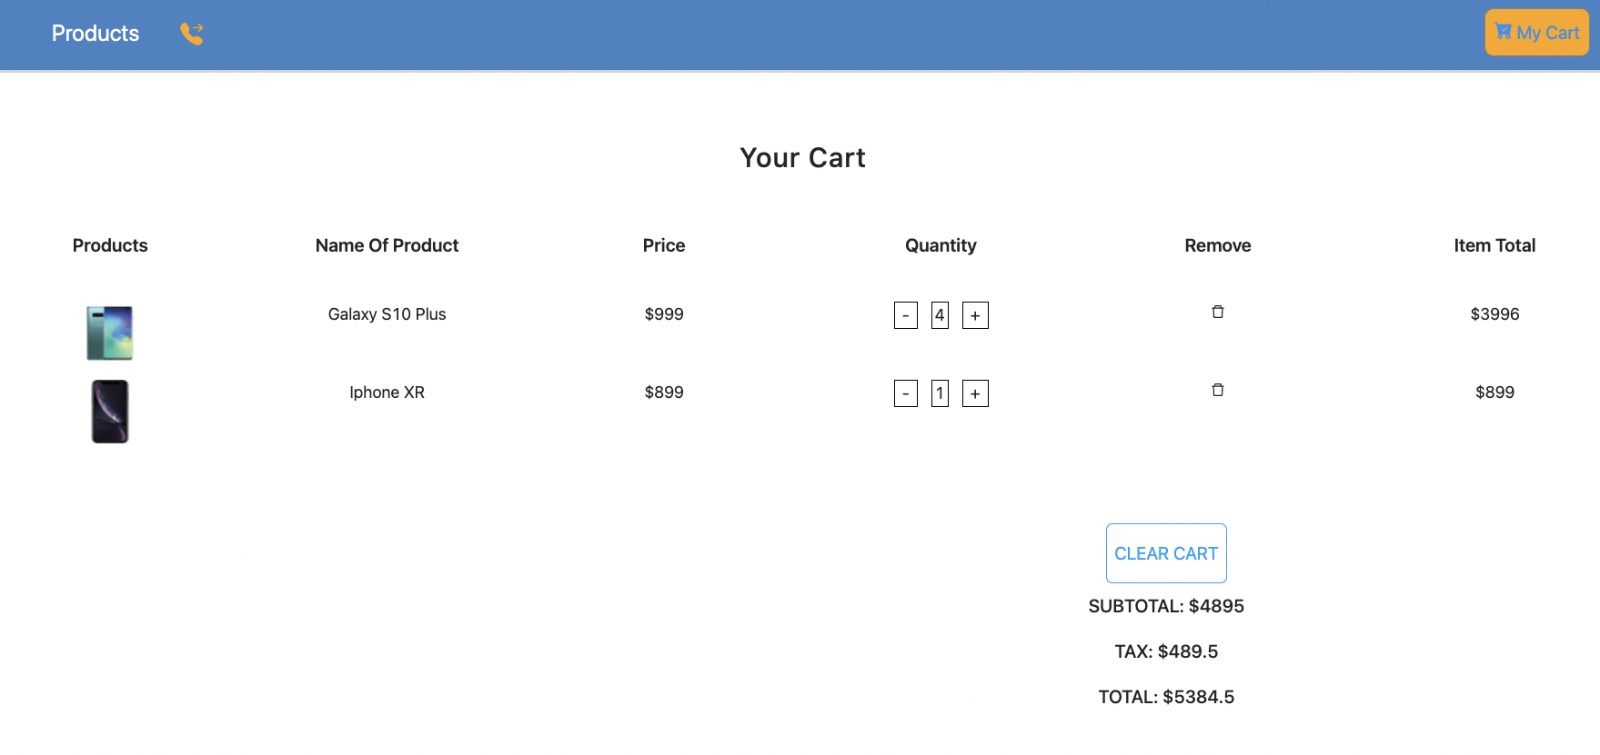 Products My Cart
Your Cart
Products Name Of Product Price Quantity Remove Item Total
Galaxy S10 Plus $999 - 4 + $3996
Iphone XR $899 - 1 + $899
CLEAR CART
SUBTOTAL: $4895
TAX: $489.5
TOTAL: $5384.5